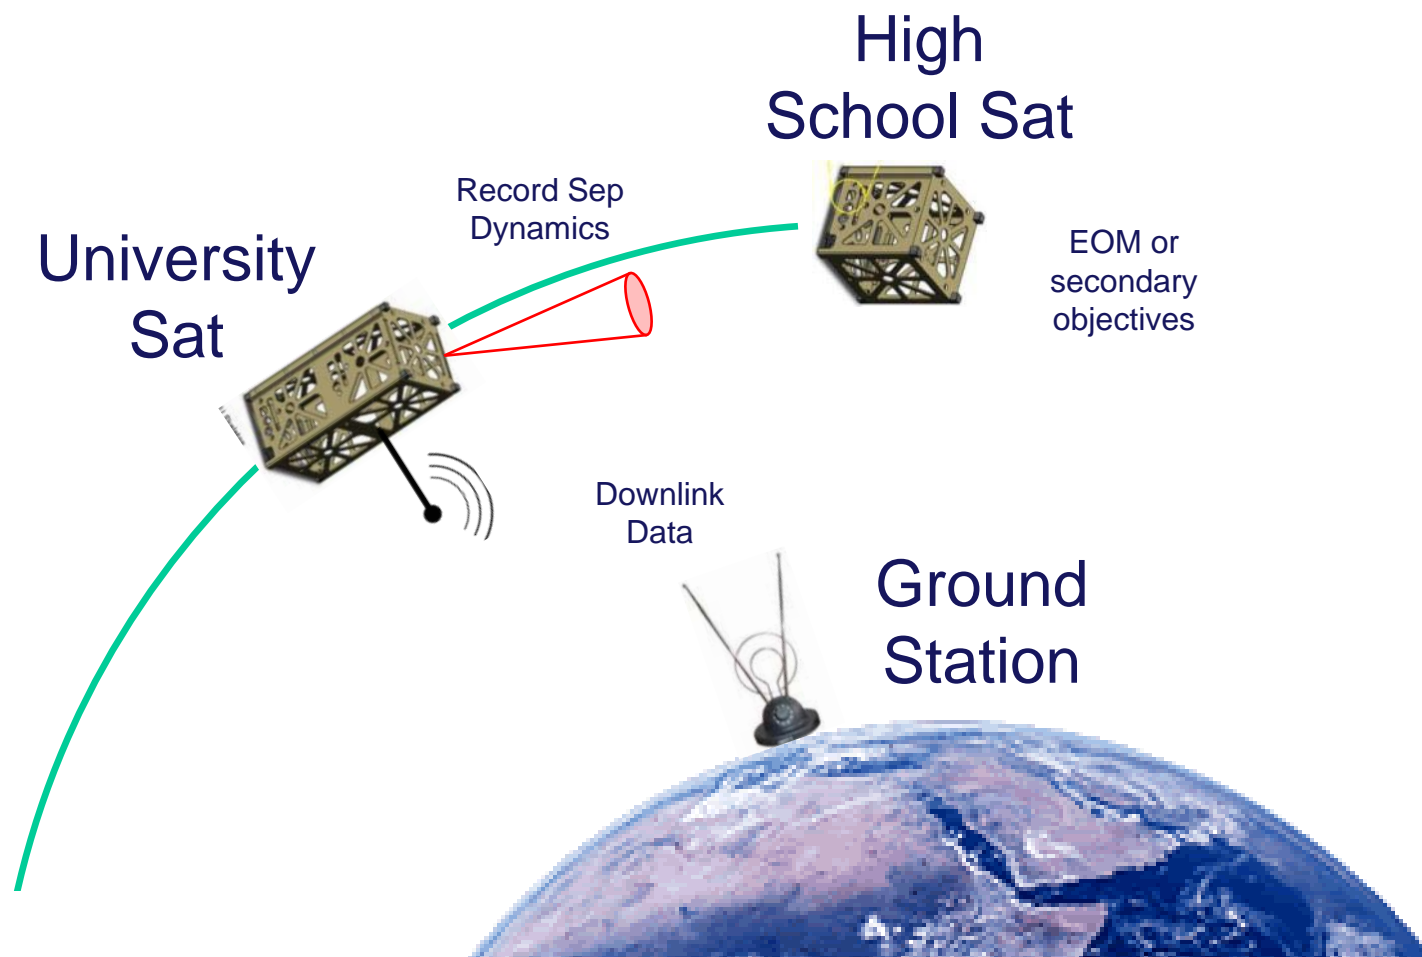 High
School Sat
Record Sep
Dynamics
University
Sat
EOM or
secondary
objectives
Downlink
Data
Ground
Station